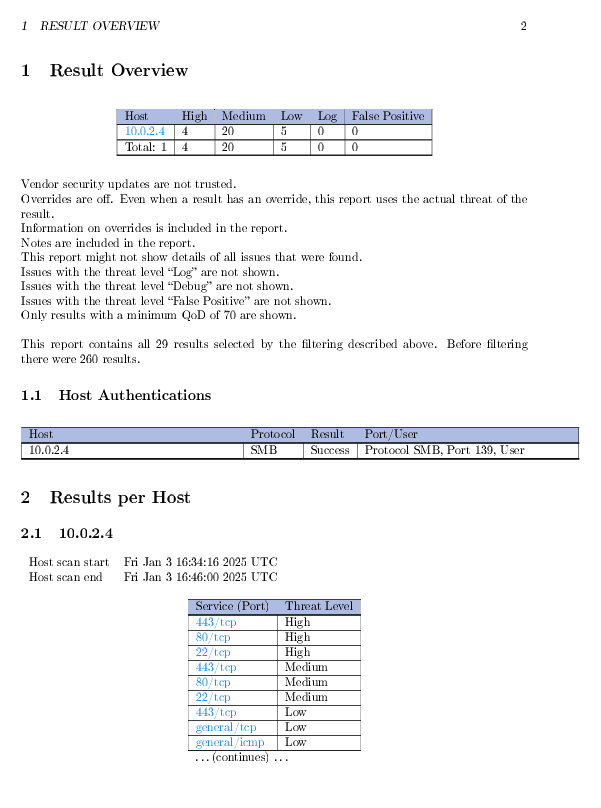 1 RESULT OVERVIEW 2
1 Result Overview
Host High Medium Low Log False Positive
10.0.2.4 4 20 5 0 0
Total: 1 4 20 5 0 0
Vendor security updates are not trusted.
Overrides are off. Even when a result has an override, this report uses the actual threat of the
result.
Information on overrides is included in the report.
Notes are included in the report.
This report might not show details of all issues that were found.
Issues with the threat level “Log” are not shown.
Issues with the threat level “Debug” are not shown.
Issues with the threat level “False Positive” are not shown.
Only results with a minimum QoD of 70 are shown.
This report contains all 29 results selected by the filtering described above. Before filtering
there were 260 results.
1.1 Host Authentications
Host Protocol Result Port/User
10.0.2.4 SMB Success Protocol SMB, Port 139, User
2 Results per Host
2.1 10.0.2.4
Host scan start Fri Jan 3 16:34:16 2025 UTC
Host scan end Fri Jan 3 16:46:00 2025 UTC
Service (Port) Threat Level
443/tcp High
80/tcp High
22/tcp High
443/tcp Medium
80/tcp Medium
22/tcp Medium
443/tcp Low
general/tcp Low
general/icmp Low
...(continues) ...